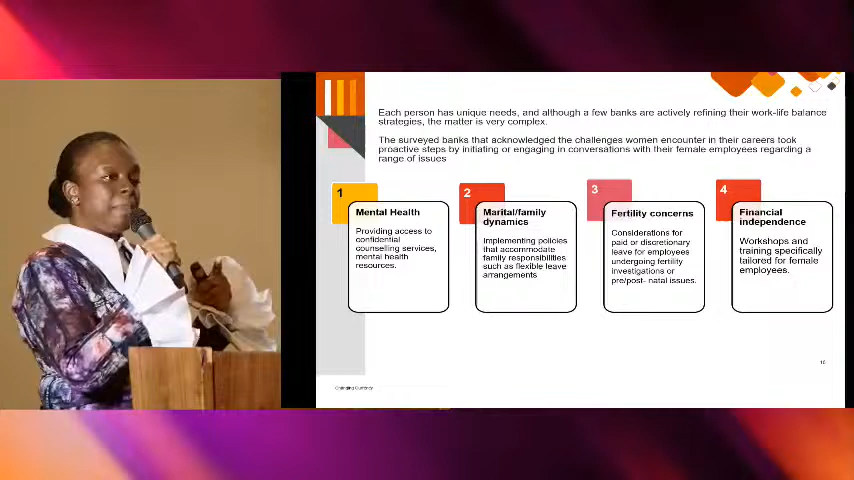 Each person has unique needs, and although a few banks are actively refining their work-life balance
strategies, the matter is very complex.
The surveyed banks that acknowledged the challenges women encounter in their careers took
proactive steps by initiating or engaging in conversations with their female employees regarding a
range of issues
1
Mental Health
Providing access to
confidential
counselling services,
mental health
resources.
2
Marital/family
dynamics
Implementing policies
that accommodate
family responsibilities
such as flexible leave
arrangements
3
Fertility concerns
Considerations for
paid or discretionary
leave for employees
undergoing fertility
investigations or
pre/post- natal issues.
4
Financial
independence
Workshops and
training specifically
tailored for female
employees.
Changing Currency